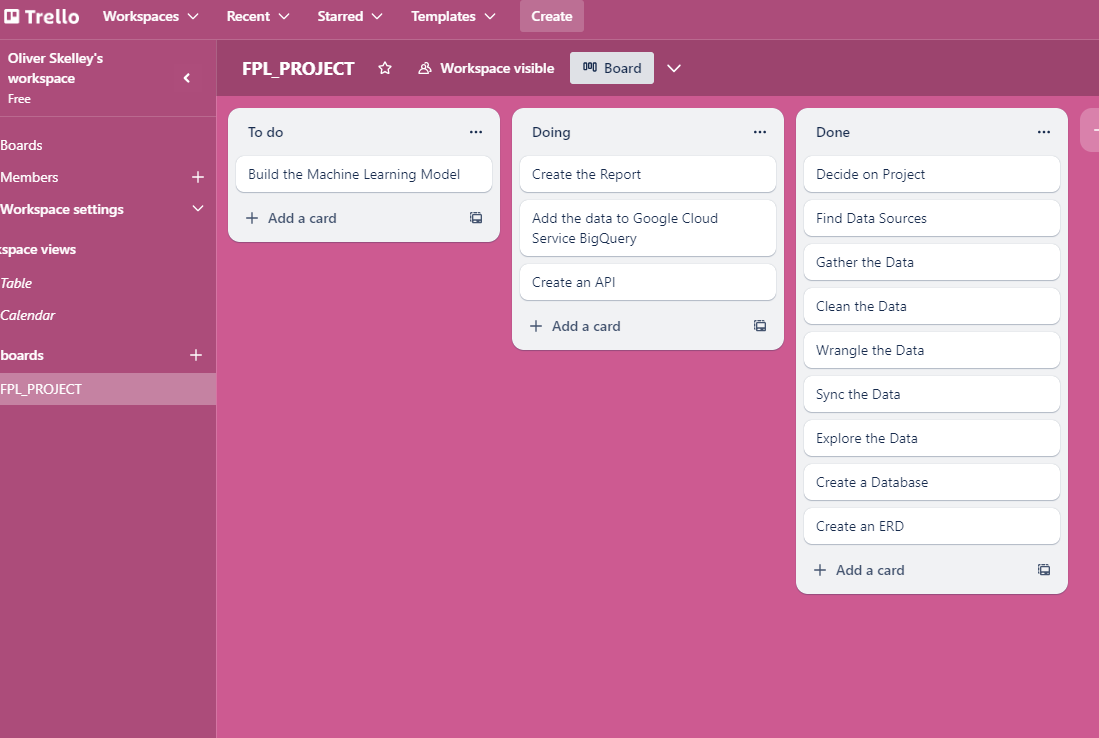 Trello
Workspaces
Recent
Starred
Templates
Create
Oliver Skelley's
workspace
Free
Boards
Members
Workspace settings
kspace views
Table
Calendar
boards
FPL_PROJECT
FPL_PROJECT
Workspace visible
Board
To do
Build the Machine Learning Model
Add a card
Doing
Create the Report
Add the data to Google Cloud
Service BigQuery
Create an API
Add a card
Done
Decide on Project
Find Data Sources
Gather the Data
Clean the Data
Wrangle the Data
Sync the Data
Explore the Data
Create a Database
Create an ERD
Add a card